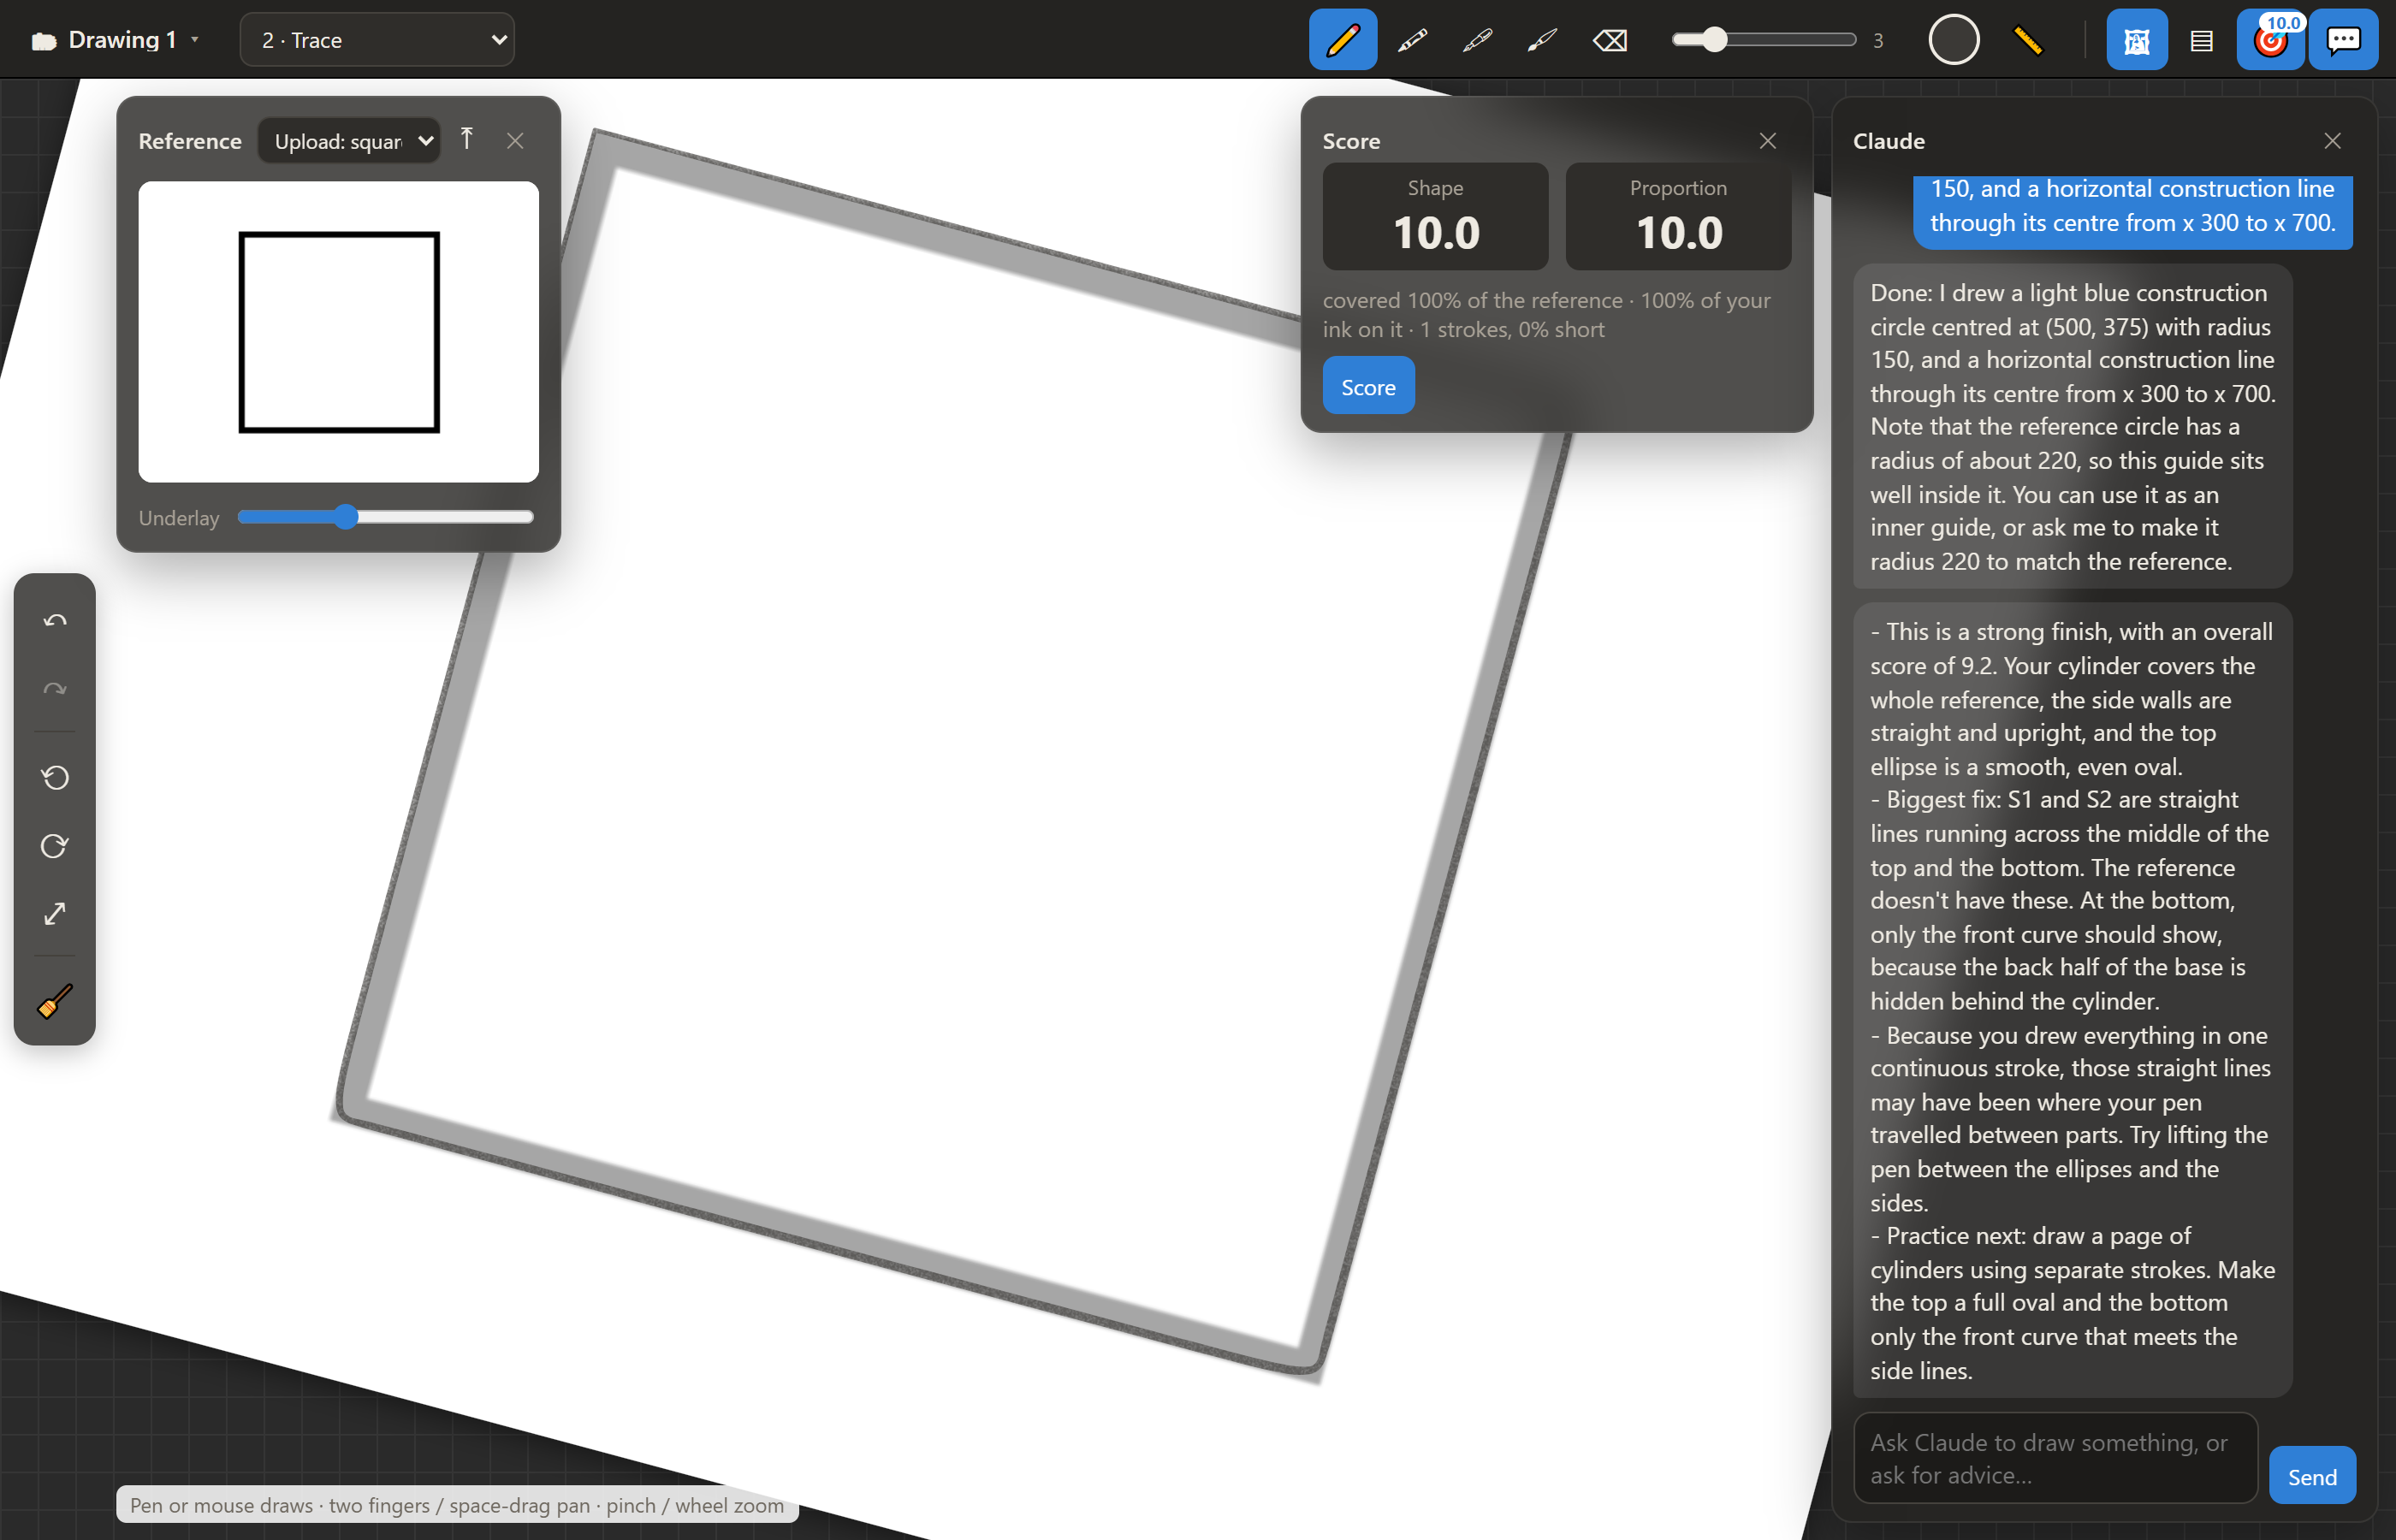 Drawing 1
2 · Trace
3
10.0
Reference
Upload: squar
Underlay
Score
Shape
10.0
Proportion
10.0
covered 100% of the reference · 100% of your
ink on it · 1 strokes, 0% short
Score
Claude
150, and a horizontal construction line
through its centre from x 300 to x 700.
Done: I drew a light blue construction
circle centred at (500, 375) with radius
150, and a horizontal construction line
through its centre from x 300 to x 700.
Note that the reference circle has a
radius of about 220, so this guide sits
well inside it. You can use it as an
inner guide, or ask me to make it
radius 220 to match the reference.
- This is a strong finish, with an overall
score of 9.2. Your cylinder covers the
whole reference, the side walls are
straight and upright, and the top
ellipse is a smooth, even oval.
- Biggest fix: S1 and S2 are straight
lines running across the middle of the
top and the bottom. The reference
doesn't have these. At the bottom,
only the front curve should show,
because the back half of the base is
hidden behind the cylinder.
- Because you drew everything in one
continuous stroke, those straight lines
may have been where your pen
travelled between parts. Try lifting the
pen between the ellipses and the
sides.
- Practice next: draw a page of
cylinders using separate strokes. Make
the top a full oval and the bottom
only the front curve that meets the
side lines.
Ask Claude to draw something, or
ask for advice...
Send
Pen or mouse draws · two fingers / space-drag pan · pinch / wheel zoom